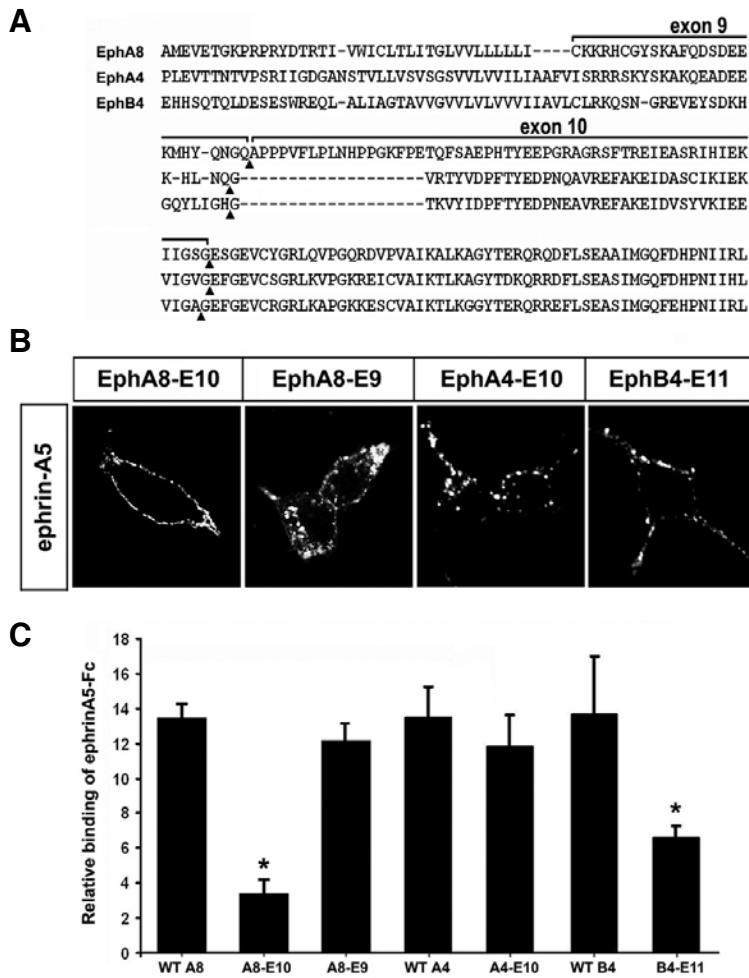 A
exon 9
EphA8 AMEVETGKPRPRYDTRTI-VWICLTLITGLVVLLLLLLI----CKKRHCGYSKAFQDSDEE
EphA4 PLEVTTNTVPSRIIGDGANSTVLLVSVSGSVVLVVILIAAFVISRRRSKYSKAKQEADEE
EphB4 EHHSQTQLDESESWREQL-ALIAGTAVVGVVLVLVVVIIAVLCLRKQSN-GREVEYSDKH
exon 10
KMHY-QNGQAPPPVFLPLNHPPGKFPETQFSAEPHTYEEPGRAGRSFTREIEASRIHIEK
K-HL-NQG--------------------VRTYVDPFTYEDPNQAVREFAKEIDASCIKIEK
GQYLIGHG--------------------TKVYIDPFTYEDPNEAVREFAKEIDVSYVKIEE
IIGSGESGEVCYGRLQVPGQRDVPVAIKALKAGYTERQRQDFLSEAAIMGQFDHPNIIRL
VIGVGEFGEVCSGRLKVPGKREICVAIKTLKAGYTDKQRRDFLSEASIMGQFDHPNIIHL
VIGAGEFGEVCRGRLKAPGKKESCVAIKTLKGGYTERQRREFLSEASIMGQFEHPNIIRL
B
EphA8-E10 EphA8-E9 EphA4-E10 EphB4-E11
ephrin-A5
C
Relative binding of ephrinA5-Fc
18
16
14
12
10
8
6
4
2
0
* *
WT A8 A8-E10 A8-E9 WT A4 A4-E10 WT B4 B4-E11